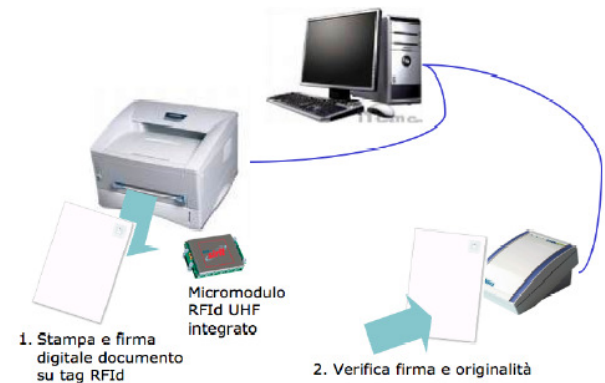 Micromodulo
RFId UHF
integrato
1. Stampa e firma
digitale documento
su tag RFId
2. Verifica firma e originalità